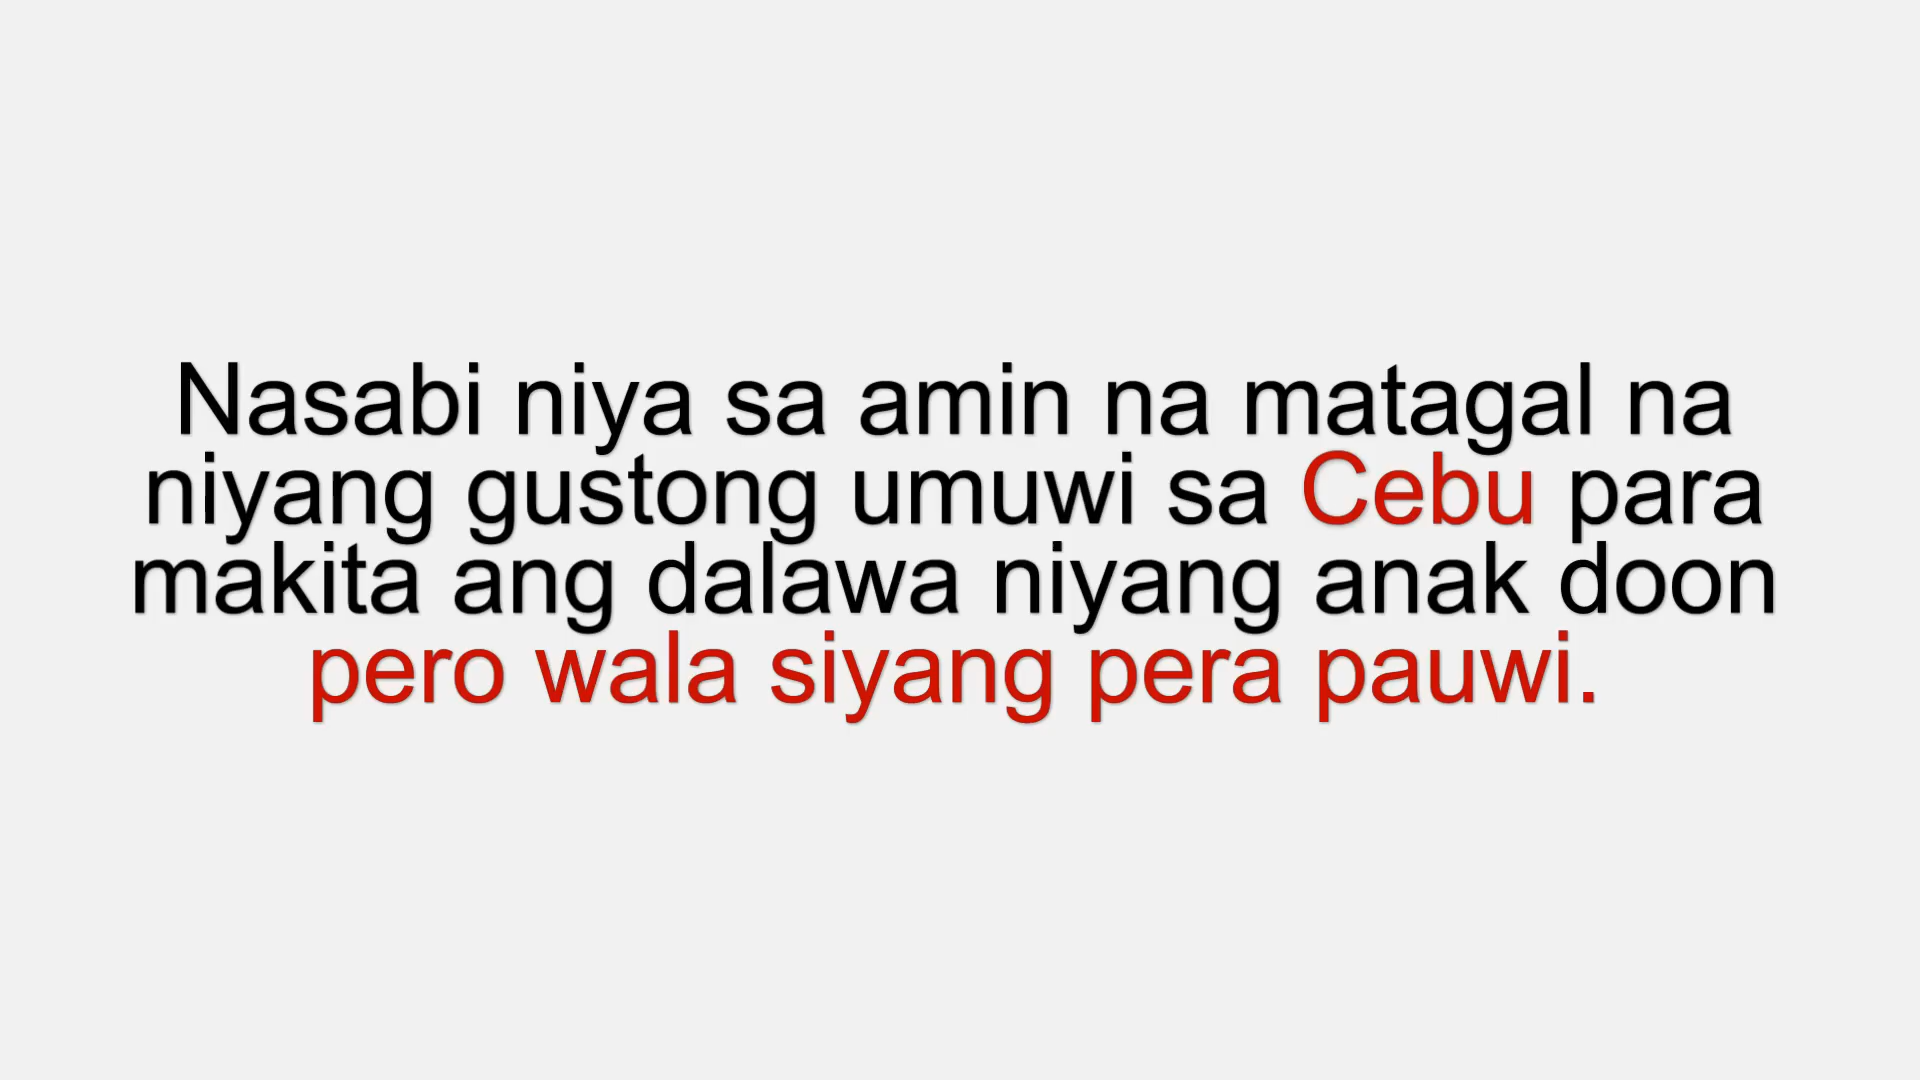 Nasabi niya sa amin na matagal na
niyang gustong umuwi sa Cebu para
makita ang dalawa niyang anak doon
pero wala siyang pera pauwi.